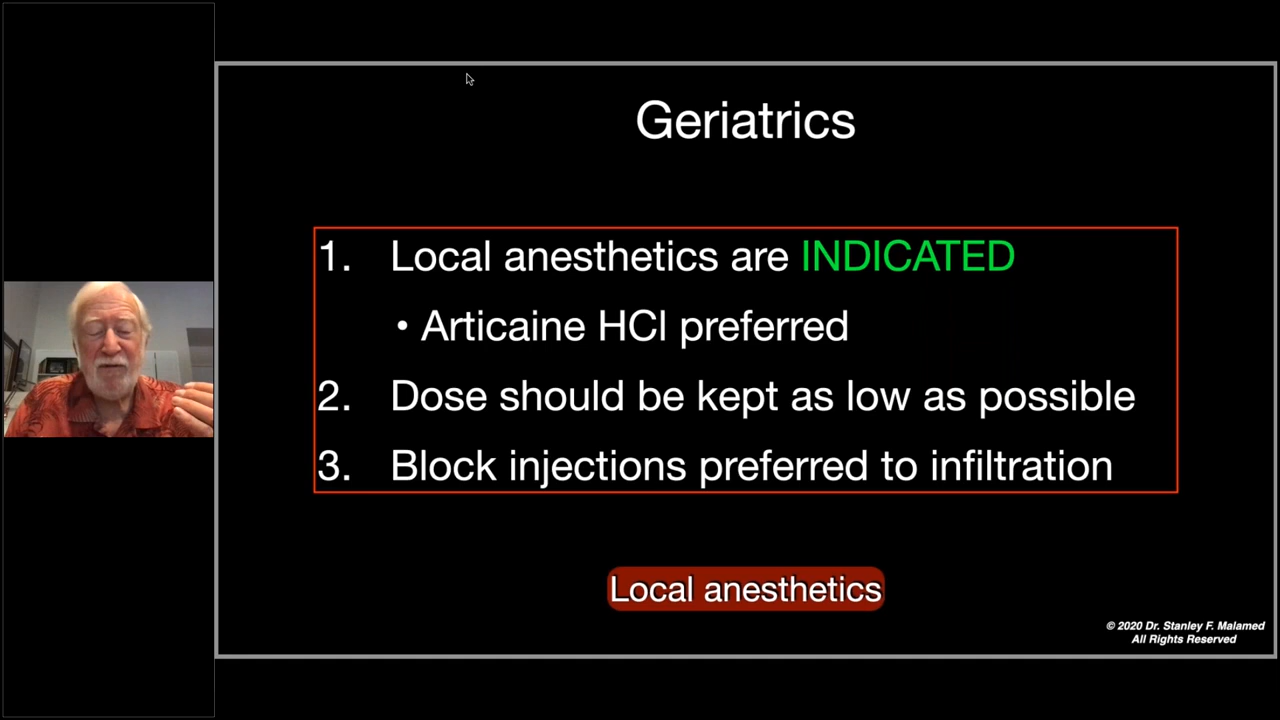 Geriatrics
1. Local anesthetics are INDICATED
• Articaine HCl preferred
2. Dose should be kept as low as possible
3. Block injections preferred to infiltration
Local anesthetics
© 2020 Dr. Stanley F. Malamed
All Rights Reserved